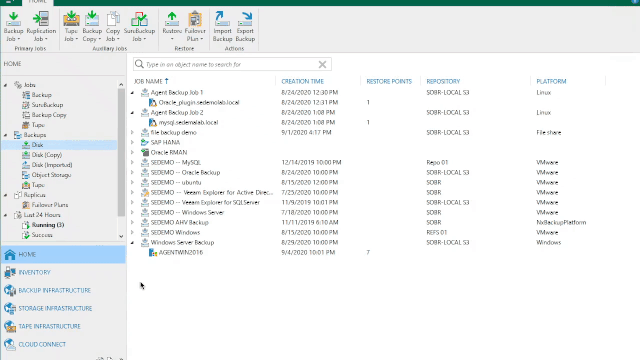 HOME
Backup Job
Replication Job
Tape Job
Backup Copy
Copy Job
SureBackup Job
Restore
Failover Plan
Import Backup
Export Backup
Primary Jobs
Auxiliary Jobs
Restore
Actions
HOME
Type in an object name to search for
Jobs
Backup
SureBackup
Backup Copy
Tape
Backups
Disk
Disk (Copy)
Disk (Imported)
Object Storage
Tape
Replicas
Failover Plans
Last 24 Hours
Running (3)
Success
HOME
INVENTORY
BACKUP INFRASTRUCTURE
STORAGE INFRASTRUCTURE
TAPE INFRASTRUCTURE
CLOUD CONNECT
JOB NAME CREATION TIME RESTORE POINTS REPOSITORY PLATFORM
Agent Backup Job 1 8/24/2020 12:30 PM SOBR-LOCAL S3 Linux
Oracle_plugin.sedemolab.local 8/24/2020 12:31 PM 1
Agent Backup Job 2 8/24/2020 1:08 PM SOBR-LOCAL S3 Linux
mysql.sedemolab.local 8/24/2020 1:08 PM 1
file backup demo 9/1/2020 4:17 PM SOBR-LOCAL S3 File share
SAP HANA
Oracle RMAN
SEDEMO -- MySQL 12/14/2019 10:00 PM Repo 01 VMware
SEDEMO -- Oracle Backup 8/24/2020 10:00 PM SOBR-LOCAL S3 VMware
SEDEMO -- ubuntu 8/15/2020 12:00 PM SOBR VMware
SEDEMO -- Veeam Explorer for Active Direc... 7/25/2020 10:00 PM SOBR VMware
SEDEMO -- Veeam Explorer for SQLServer 11/9/2019 10:01 PM SOBR-LOCAL S3 VMware
SEDEMO -- Windows Server 7/18/2020 10:00 PM SOBR VMware
SEDEMO AHV Backup 11/11/2019 6:10 AM SOBR NxBackupPlatform
SEDEMO Windows 8/15/2020 10:00 PM REFS 01 VMware
Windows Server Backup 8/29/2020 10:00 PM SOBR-LOCAL S3 Windows
AGENTWIN2016 9/4/2020 10:01 PM 7